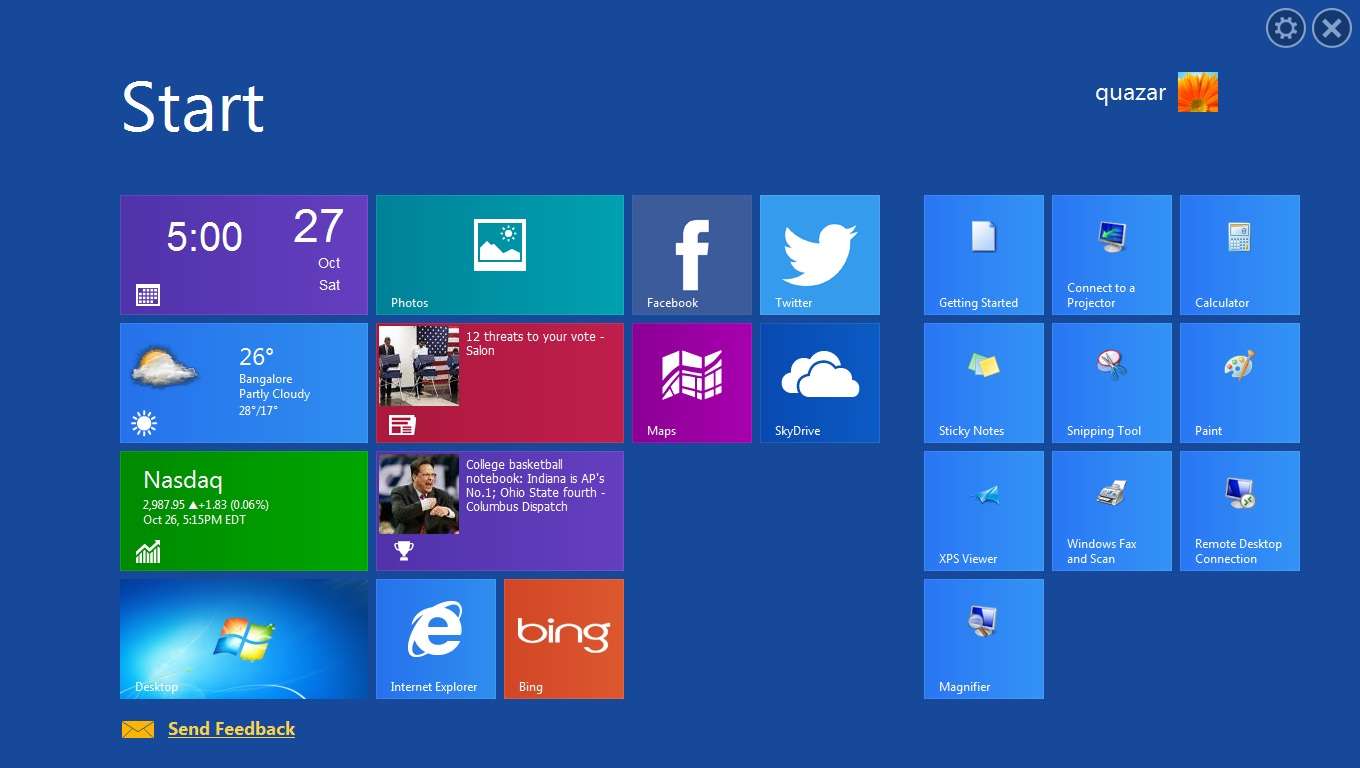 Start
quazar
5:00
27
Oct
Sat
Photos
Facebook
Twitter
26°
Bangalore
Partly Cloudy
28°/17°
12 threats to your vote -
Salon
Maps
SkyDrive
Nasdaq
2,987.95 ▲+1.83 (0.06%)
Oct 26, 5:15PM EDT
College basketball
notebook: Indiana is AP's
No.1; Ohio State fourth -
Columbus Dispatch
Desktop
Internet Explorer
bing
Bing
Getting Started
Connect to a
Projector
Calculator
Sticky Notes
Snipping Tool
Paint
XPS Viewer
Windows Fax
and Scan
Remote Desktop
Connection
Magnifier
Send Feedback